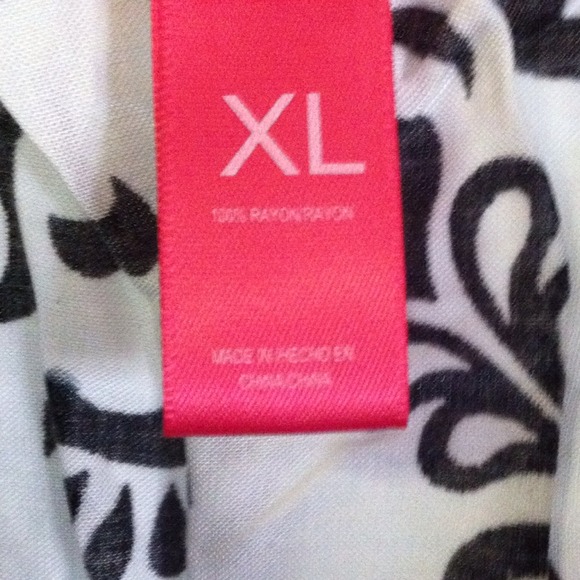 XL
100% RAYON/RAYON
MADE IN HECHO EN
CHINA CHINA